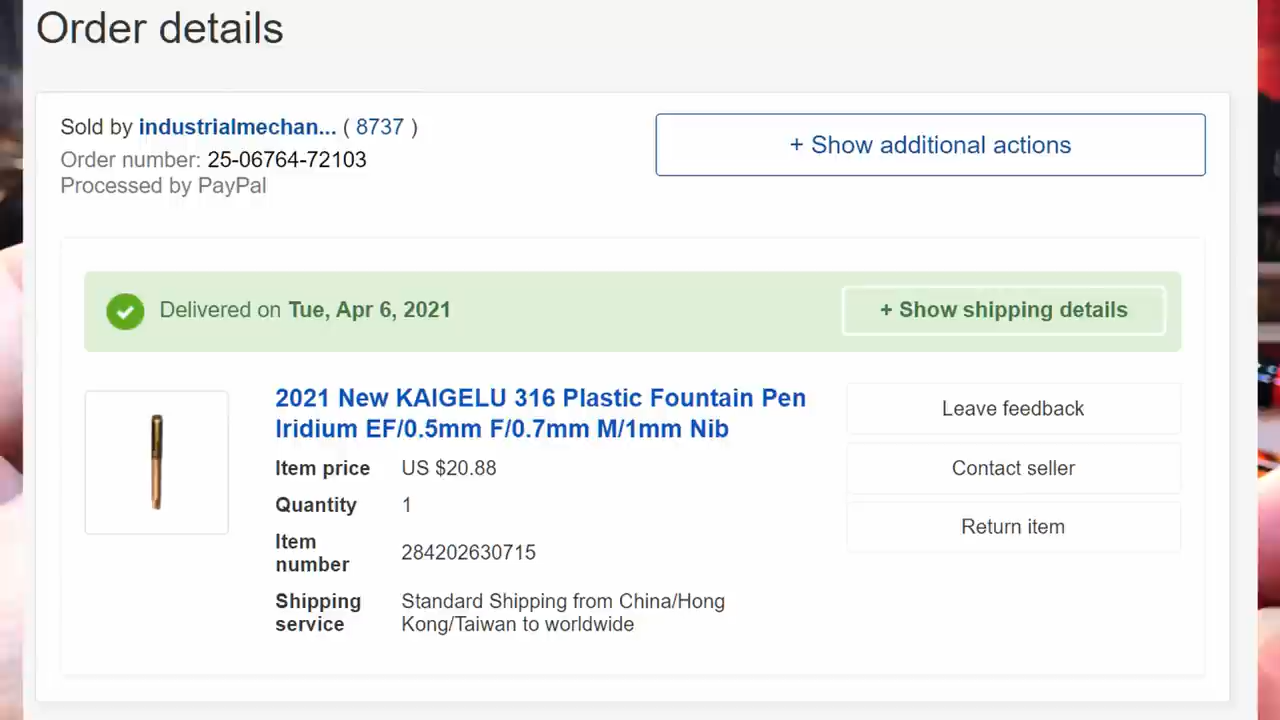 Order details
Sold by industrialmechan... ( 8737 )
+ Show additional actions
Order number: 25-06764-72103
Processed by PayPal
Delivered on Tue, Apr 6, 2021
+ Show shipping details
2021 New KAIGELU 316 Plastic Fountain Pen
Iridium EF/0.5mm F/0.7mm M/1mm Nib
Leave feedback
Item price US $20.88
Contact seller
Quantity 1
Return item
Item
number 284202630715
Shipping Standard Shipping from China/Hong
service Kong/Taiwan to worldwide